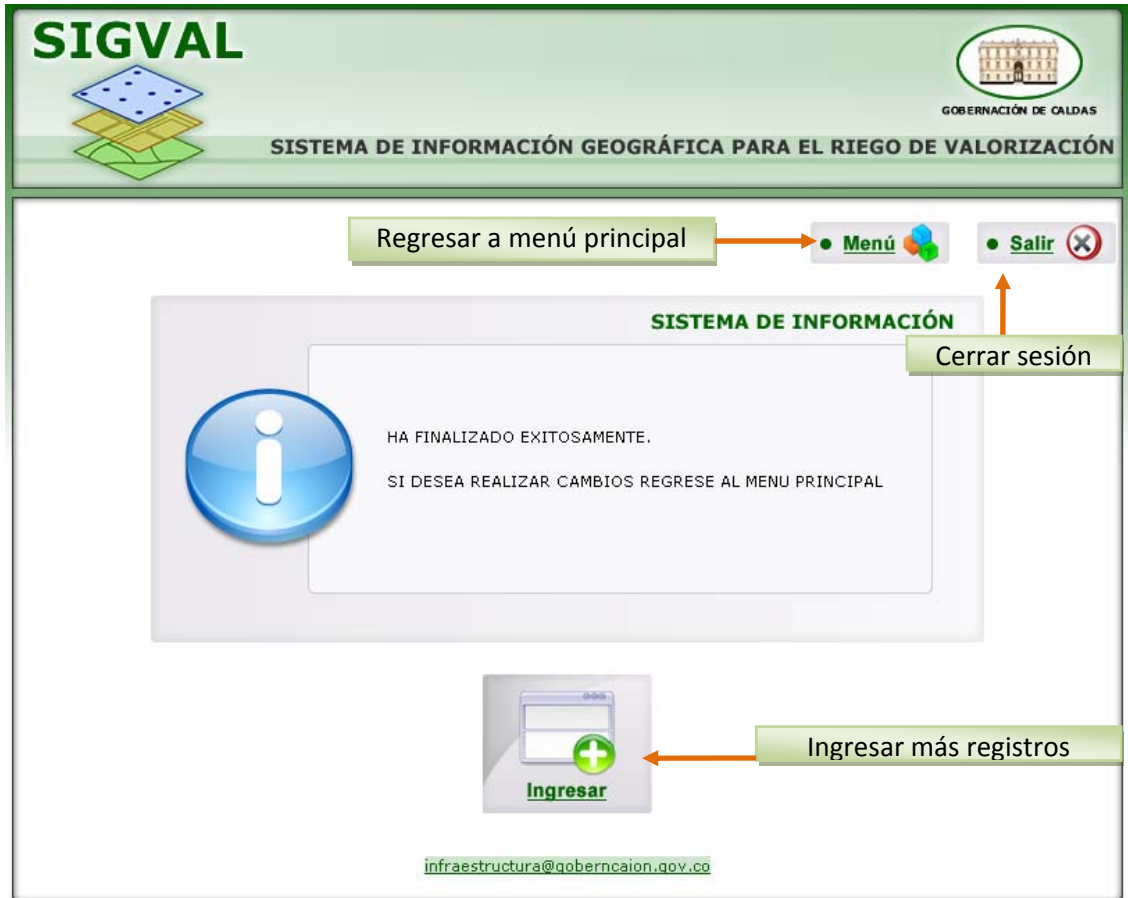 SIGVAL
GOBERNACIÓN DE CALDAS
SISTEMA DE INFORMACIÓN GEOGRÁFICA PARA EL RIEGO DE VALORIZACIÓN
Regresar a menú principal
Menú
Salir
SISTEMA DE INFORMACIÓN
Cerrar sesión
HA FINALIZADO EXITOSAMENTE.
SI DESEA REALIZAR CAMBIOS REGRESE AL MENU PRINCIPAL
Ingresar más registros
Ingresar
infraestructura@goberncaion.gov.co